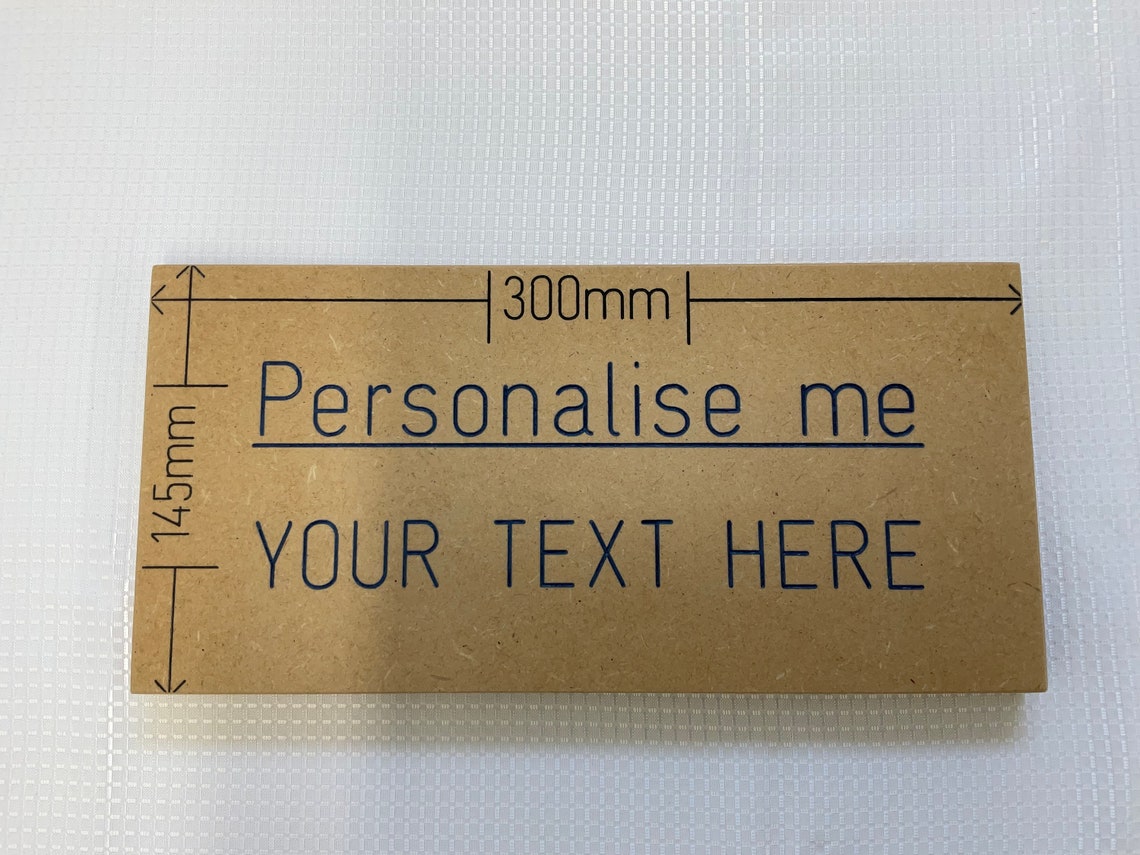 300mm
Personalise me
145mm
YOUR TEXT HERE